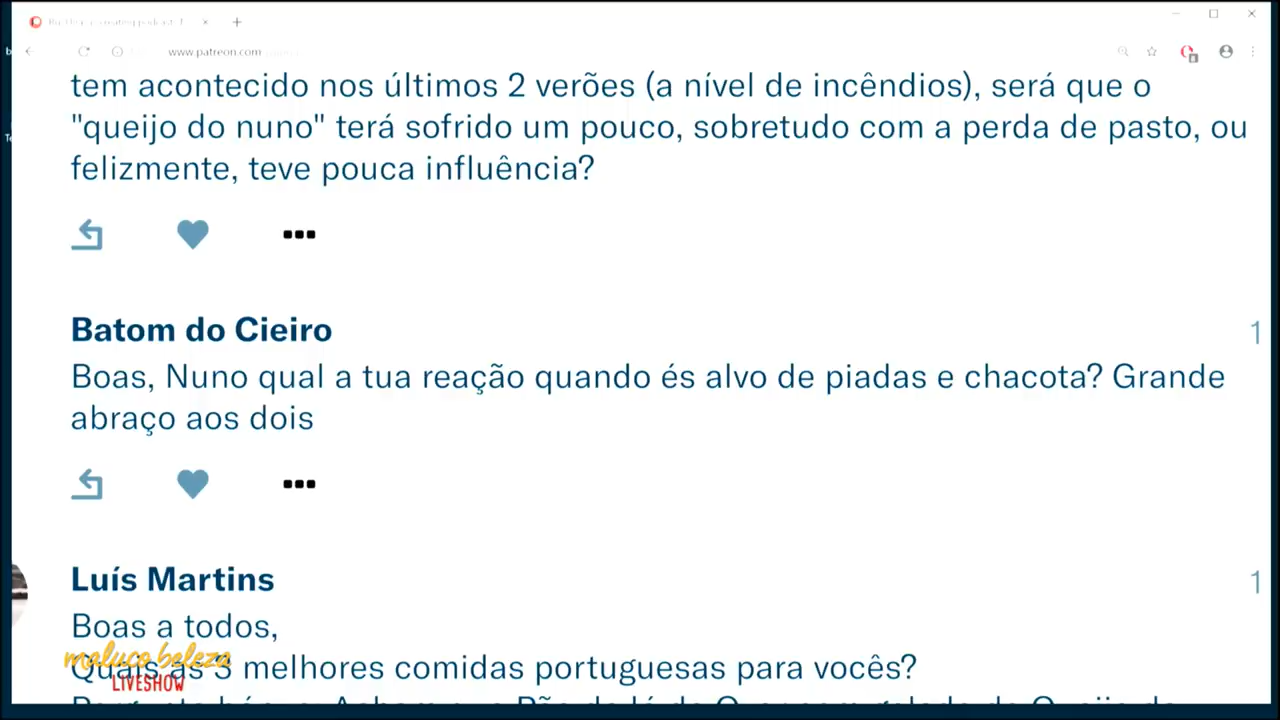 www.patreon.com
tem acontecido nos últimos 2 verões (a nível de incêndios), será que o
"queijo do nuno" terá sofrido um pouco, sobretudo com a perda de pasto, ou
felizmente, teve pouca influência?
Batom do Cieiro
1
Boas, Nuno qual a tua reação quando és alvo de piadas e chacota? Grande
abraço aos dois
Luís Martins
1
Boas a todos,
Quais as 3 melhores comidas portuguesas para vocês?
maluco beleza
LIVESHOW